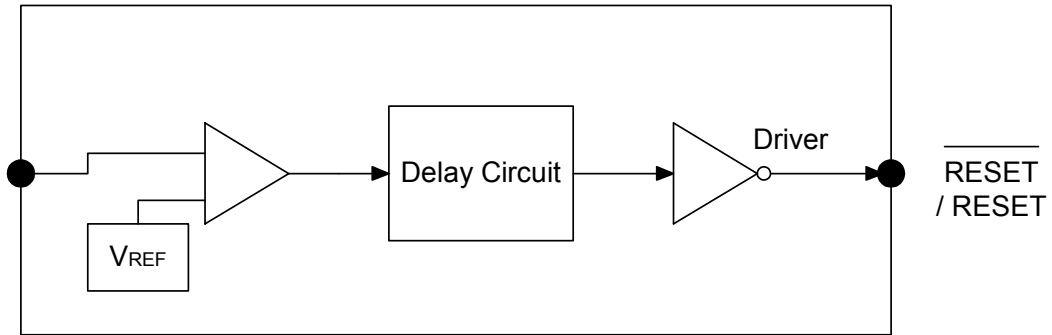 Driver
Delay Circuit
RESET
/ RESET
VREF